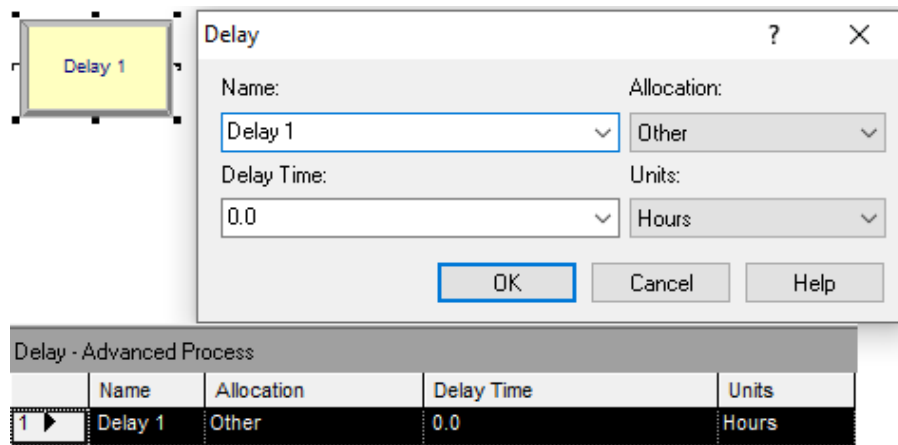 Delay 1
Delay ? X
Name: Allocation:
Delay 1 Other
Delay Time: Units:
0.0 Hours
OK Cancel Help
Delay - Advanced Process
Name Allocation Delay Time Units
1 Delay 1 Other 0.0 Hours